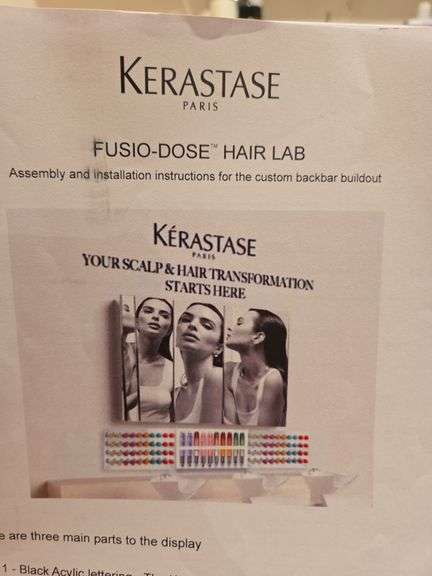 KERASTASE
PARIS
FUSIO-DOSE™ HAIR LAB
Assembly and installation instructions for the custom backbar buildout
KÉRASTASE
PARIS
YOUR SCALP & HAIR TRANSFORMATION
STARTS HERE
e are three main parts to the display
1 - Black Acylic lettering - The